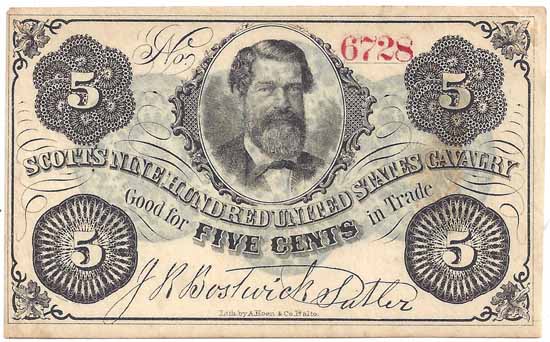 No. 6728
5 5
SCOTT'S NINE HUNDRED UNITED STATES CAVALRY
Good for FIVE CENTS in Trade
5 5
J R Bostwick Sutler
Lith. by A. Hoen & Co. Balto.